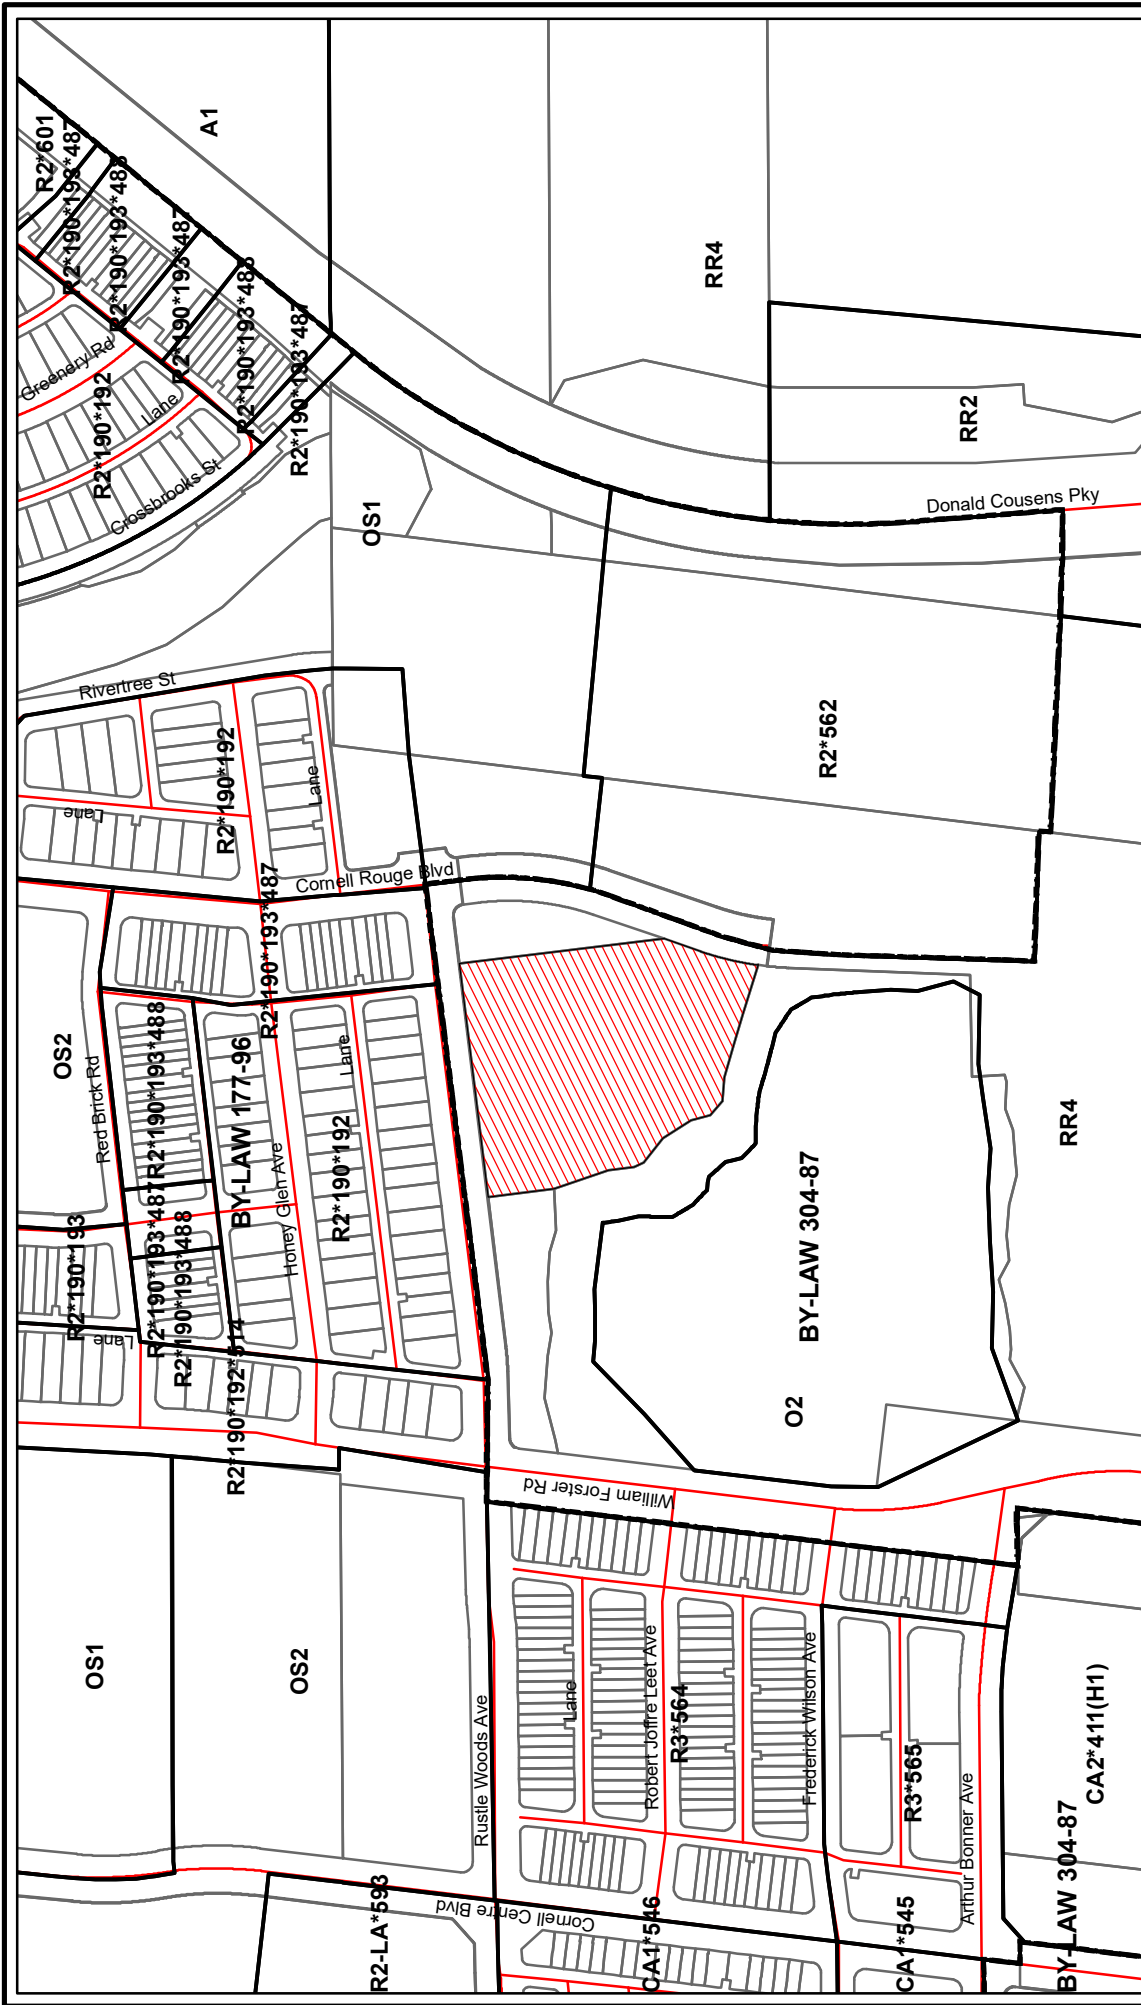 A1
R2*601
R2*190*193*487
R2*190*193*488
R2*190*193*487
R2*190*193*488
R2*190*193*487
Greenery Rd
R2*190*192
Lane
Crossbrooks St
RR4
RR2
Donald Cousens Pky
OS1
Rivertree St
R2*190*192
Lane
Lane
R2*562
Cornell Rouge Blvd
R2*190*193*487
OS2
Red Brick Rd
R2*190*193*488
BY-LAW 177-96
Lane
R2*190*192
Honey Glen Ave
R2*190*193*487
R2*190*193
R2*190*193*488
Lane
R2*190*192*514
RR4
BY-LAW 304-87
O2
William Forster Rd
OS1
OS2
Rustle Woods Ave
Lane
Robert Joffre Leet Ave
R3*564
Frederick Wilson Ave
R3*565
Arthur Bonner Ave
CA2*411(H1)
BY-LAW 304-87
R2-LA*593
Cornell Centre Blvd
CA1*546
CA1*545